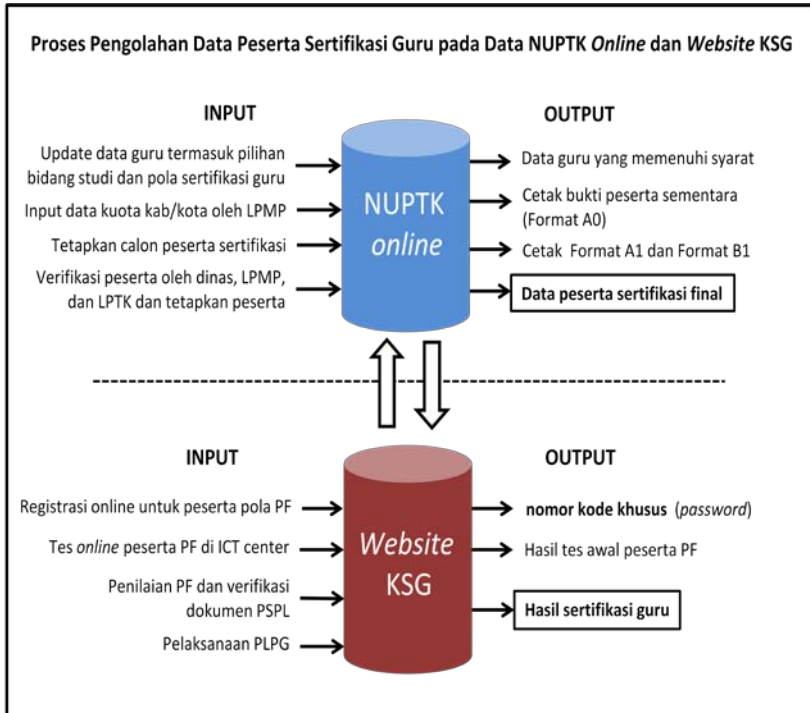 Proses Pengolahan Data Peserta Sertifikasi Guru pada Data NUPTK Online dan Website KSG
INPUT
Update data guru termasuk pilihan
bidang studi dan pola sertifikasi guru
Input data kuota kab/kota oleh LPMP
Tetapkan calon peserta sertifikasi
Verifikasi peserta oleh dinas, LPMP,
dan LPTK dan tetapkan peserta
NUPTK
online
OUTPUT
Data guru yang memenuhi syarat
Cetak bukti peserta sementara
(Format A0)
Cetak Format A1 dan Format B1
Data peserta sertifikasi final
INPUT
Registrasi online untuk peserta pola PF
Tes online peserta PF di ICT center
Penilaian PF dan verifikasi
dokumen PSPL
Pelaksanaan PLPG
Website
KSG
OUTPUT
nomor kode khusus (password)
Hasil tes awal peserta PF
Hasil sertifikasi guru